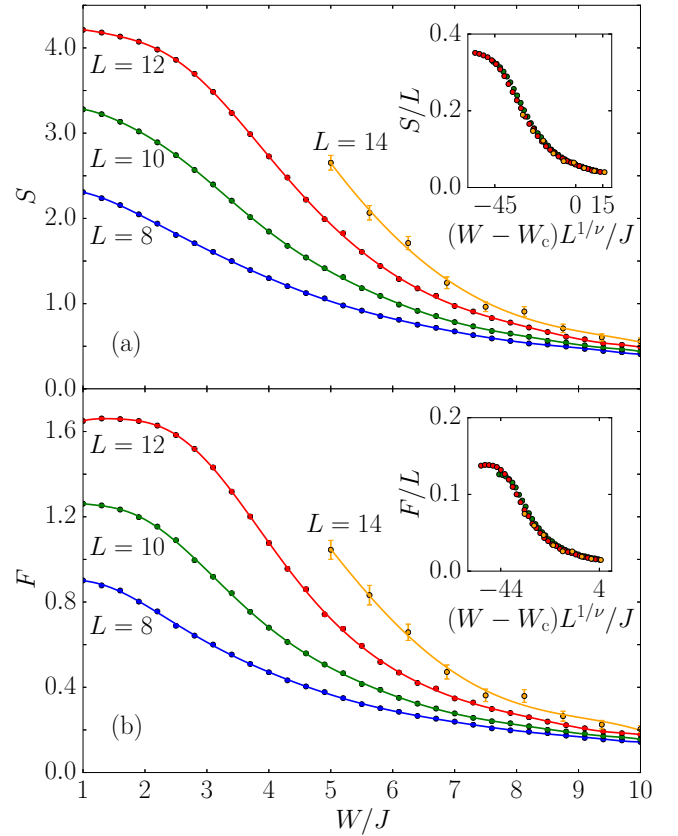 4.0
3.0
2.0
1.0
0.0
S
L = 12
L = 10
L = 8
L = 14
(a)
0.4
0.2
0.0
S/L
−45 0 15
(W − W_c)L^{1/ν}/J
1.6
1.2
0.8
0.4
0.0
F
L = 12
L = 10
L = 8
L = 14
(b)
0.2
0.1
0.0
F/L
−44 4
(W − W_c)L^{1/ν}/J
1 2 3 4 5 6 7 8 9 10
W/J